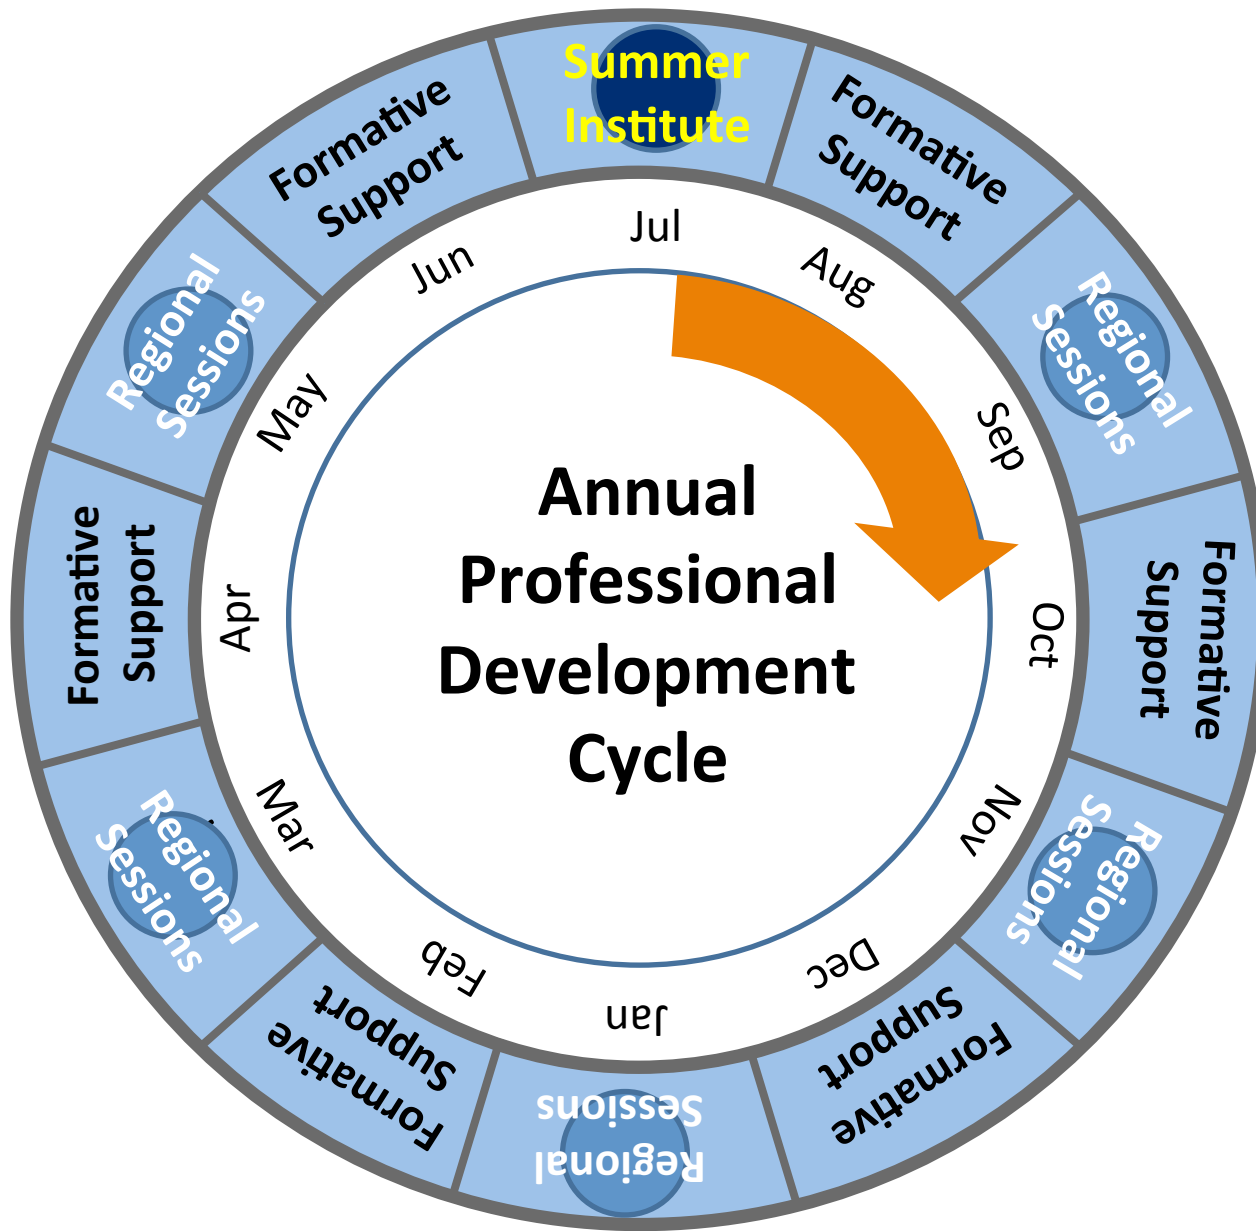 Summer
Institute
Formative
Support
Regional
Sessions
Formative
Support
Regional
Sessions
Formative
Support
Regional
Sessions
Formative
Support
Regional
Sessions
Formative
Support
Regional
Sessions
Formative
Support
Jul
Aug
Sep
Oct
Nov
Dec
Jan
Feb
Mar
Apr
May
Jun
Annual
Professional
Development
Cycle